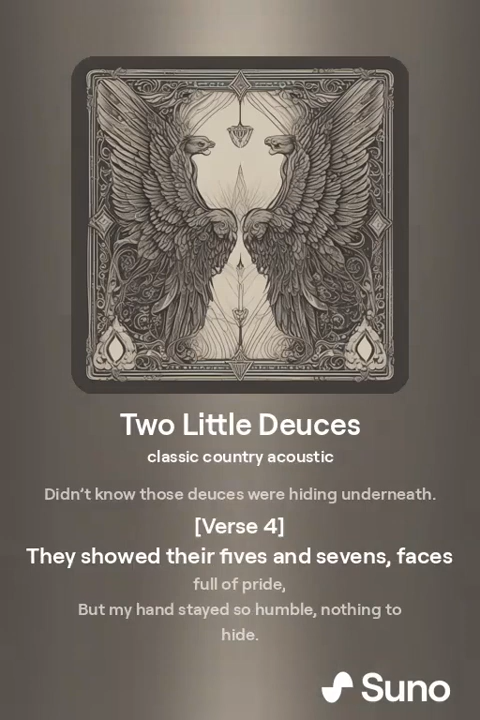 Two Little Deuces
classic country acoustic
Didn't know those deuces were hiding underneath.
[Verse 4]
They showed their fives and sevens, faces
full of pride,
But my hand stayed so humble, nothing to
hide.
Suno